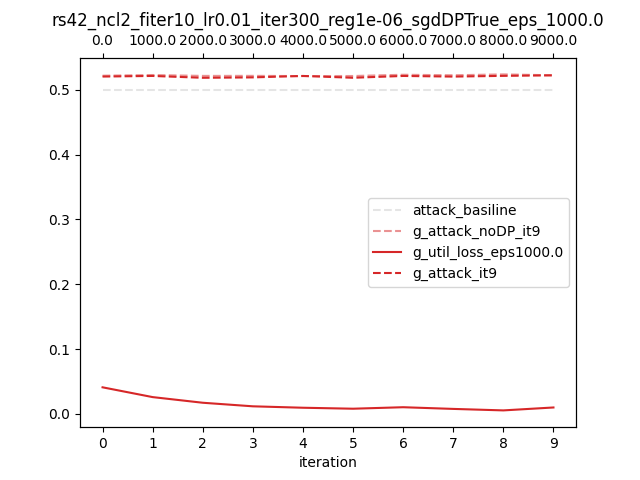 rs42_ncl2_fiter10_lr0.01_iter300_reg1e-06_sgdDPTrue_eps_1000.0
0.0 1000.0 2000.0 3000.0 4000.0 5000.0 6000.0 7000.0 8000.0 9000.0
0.5
0.4
0.3
0.2
0.1
0.0
attack_basiline
g_attack_noDP_it9
g_util_loss_eps1000.0
g_attack_it9
0 1 2 3 4 5 6 7 8 9
iteration